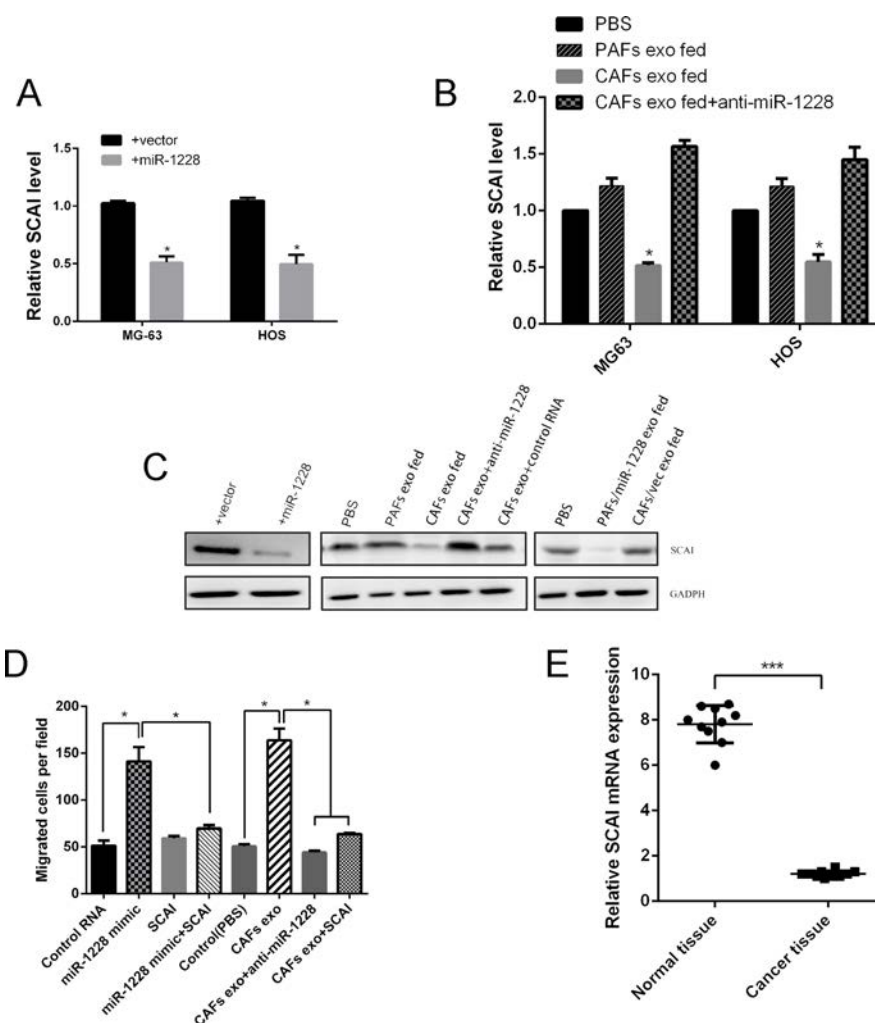 A
+vector
+miR-1228
Relative SCAI level
1.5
1.0
0.5
0.0
*
*
MG-63
HOS
B
PBS
PAFs exo fed
CAFs exo fed
CAFs exo fed+anti-miR-1228
Relative SCAI level
2.0
1.5
1.0
0.5
0.0
*
*
MG63
HOS
C
+vector
+miR-1228
PBS
PAFs exo fed
CAFs exo fed
CAFs exo+anti-miR-1228
CAFs exo+control RNA
PBS
PAFs/miR-1228 exo fed
CAFs/vec exo fed
SCAI
GADPH
D
Migrated cells per field
200
150
100
50
0
*
*
*
*
Control RNA
miR-1228 mimic
SCAI
miR-1228 mimic+SCAI
Control(PBS)
CAFs exo
CAFs exo+anti-miR-1228
CAFs exo+SCAI
E
Relative SCAI mRNA expression
10
8
6
4
2
0
***
Normal tissue
Cancer tissue